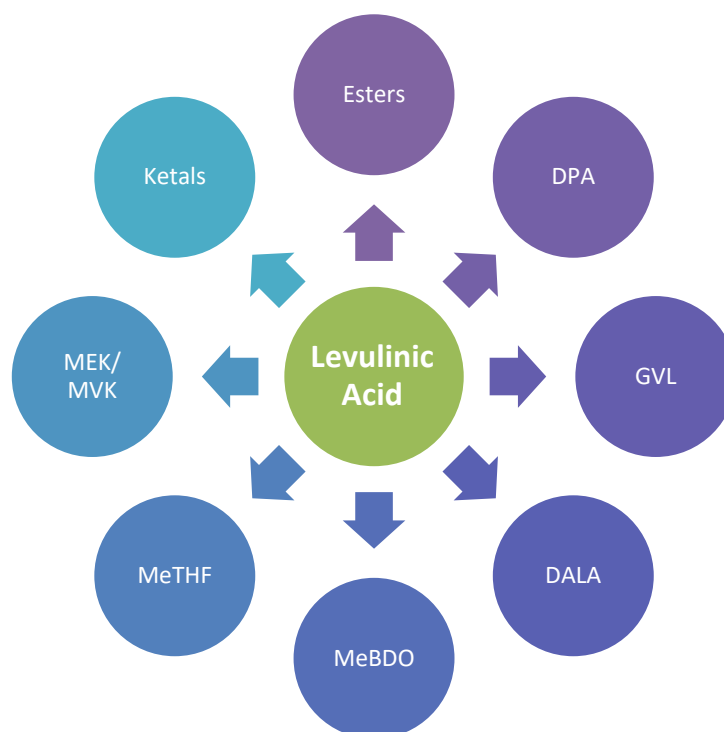 Esters
DPA
GVL
DALA
MeBDO
MeTHF
MEK/
MVK
Ketals
Levulinic
Acid